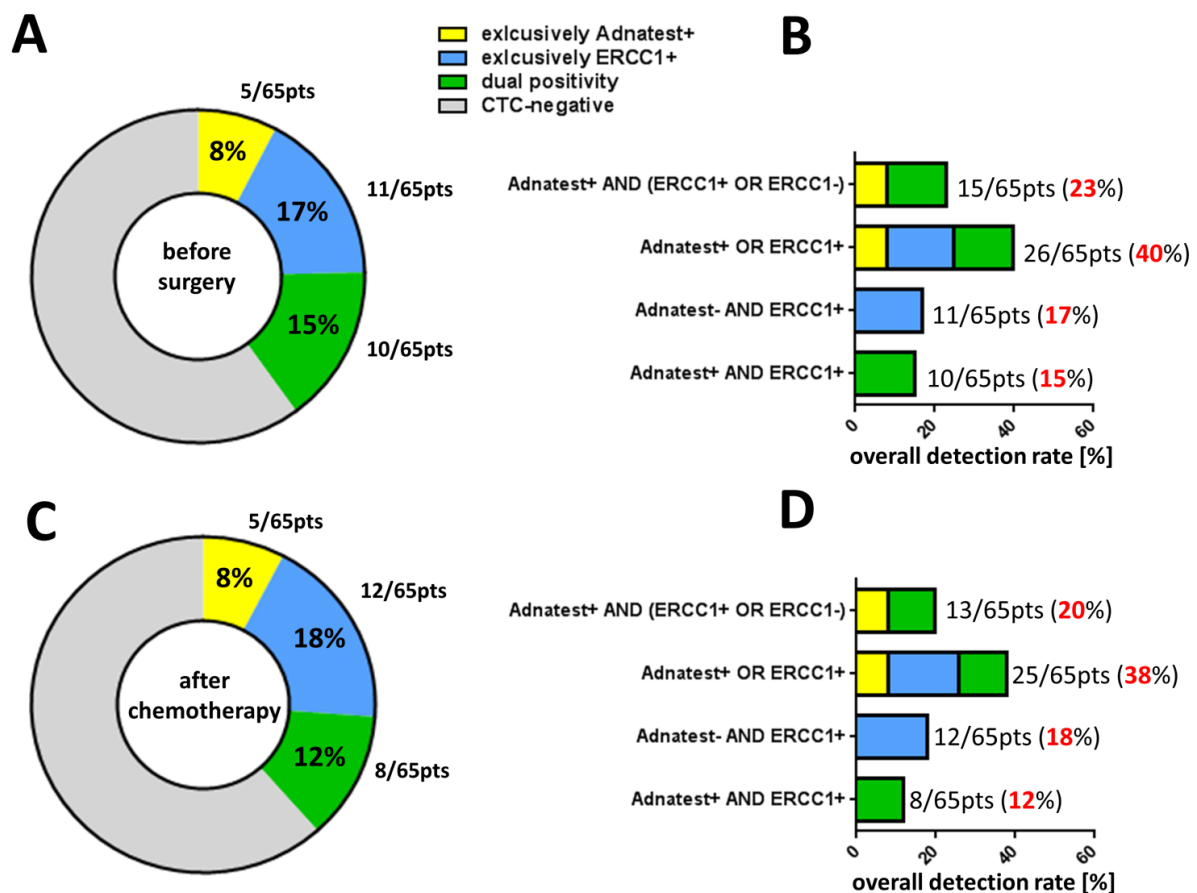 A
exlcusively Adnatest+
exlcusively ERCC1+
dual positivity
CTC-negative
B
5/65pts
8%
11/65pts
17%
before
surgery
15%
10/65pts
Adnatest+ AND (ERCC1+ OR ERCC1-)
15/65pts (23%)
Adnatest+ OR ERCC1+
26/65pts (40%)
Adnatest- AND ERCC1+
11/65pts (17%)
Adnatest+ AND ERCC1+
10/65pts (15%)
0 20 40 60
overall detection rate [%]
C
5/65pts
8%
12/65pts
18%
after
chemotherapy
12%
8/65pts
D
Adnatest+ AND (ERCC1+ OR ERCC1-)
13/65pts (20%)
Adnatest+ OR ERCC1+
25/65pts (38%)
Adnatest- AND ERCC1+
12/65pts (18%)
Adnatest+ AND ERCC1+
8/65pts (12%)
0 20 40 60
overall detection rate [%]